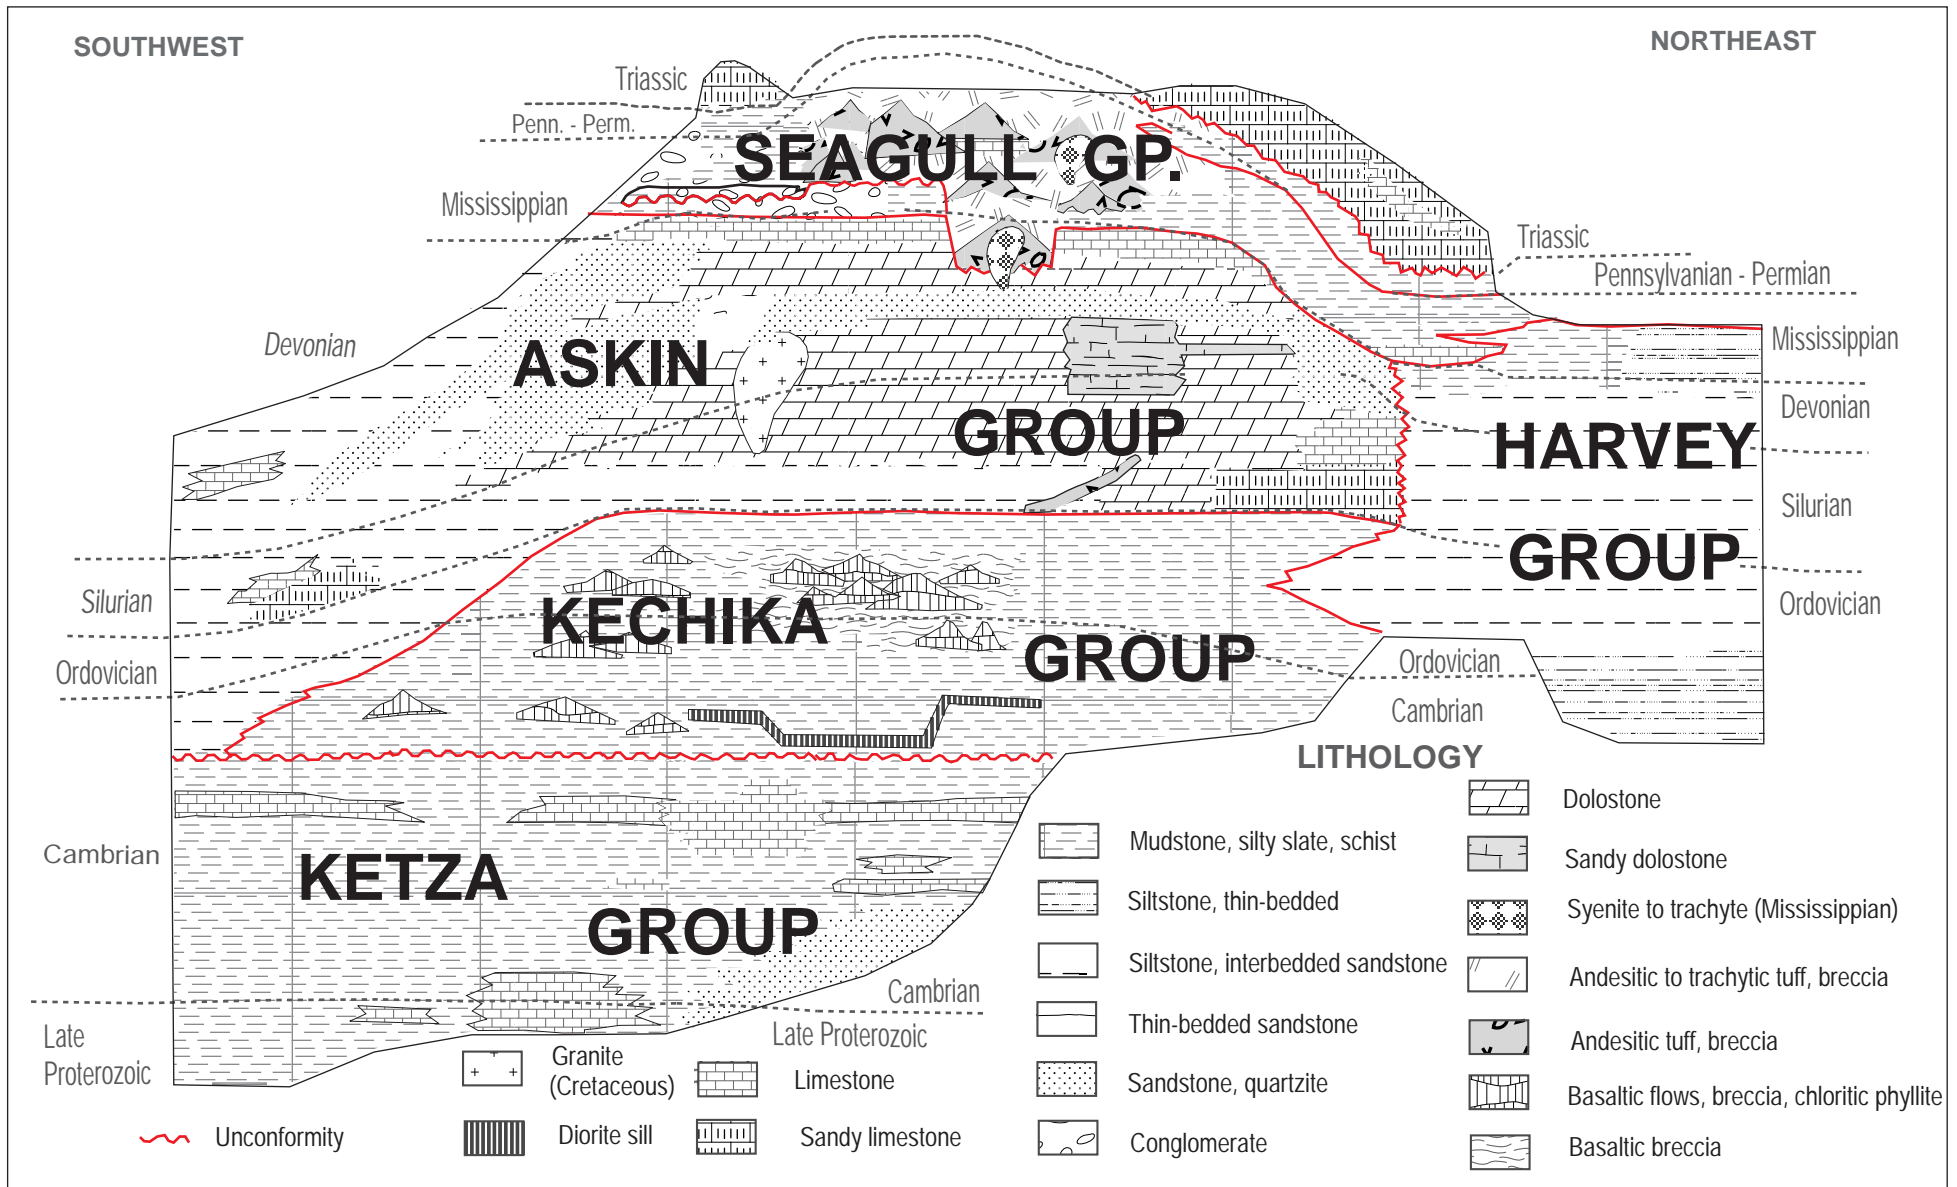 SOUTHWEST
NORTHEAST
Triassic
Penn. - Perm.
SEAGULL GP.
Mississippian
Triassic
Pennsylvanian - Permian
Devonian
Mississippian
ASKIN
GROUP
Devonian
HARVEY
Silurian
GROUP
Silurian
Ordovician
KECHIKA
GROUP
Ordovician
Ordovician
Cambrian
LITHOLOGY
Cambrian
KETZA
GROUP
Cambrian
Late Proterozoic
Late
Proterozoic
Unconformity
Granite
(Cretaceous)
Diorite sill
Limestone
Sandy limestone
Mudstone, silty slate, schist
Siltstone, thin-bedded
Siltstone, interbedded sandstone
Thin-bedded sandstone
Sandstone, quartzite
Conglomerate
Dolostone
Sandy dolostone
Syenite to trachyte (Mississippian)
Andesitic to trachytic tuff, breccia
Andesitic tuff, breccia
Basaltic flows, breccia, chloritic phyllite
Basaltic breccia